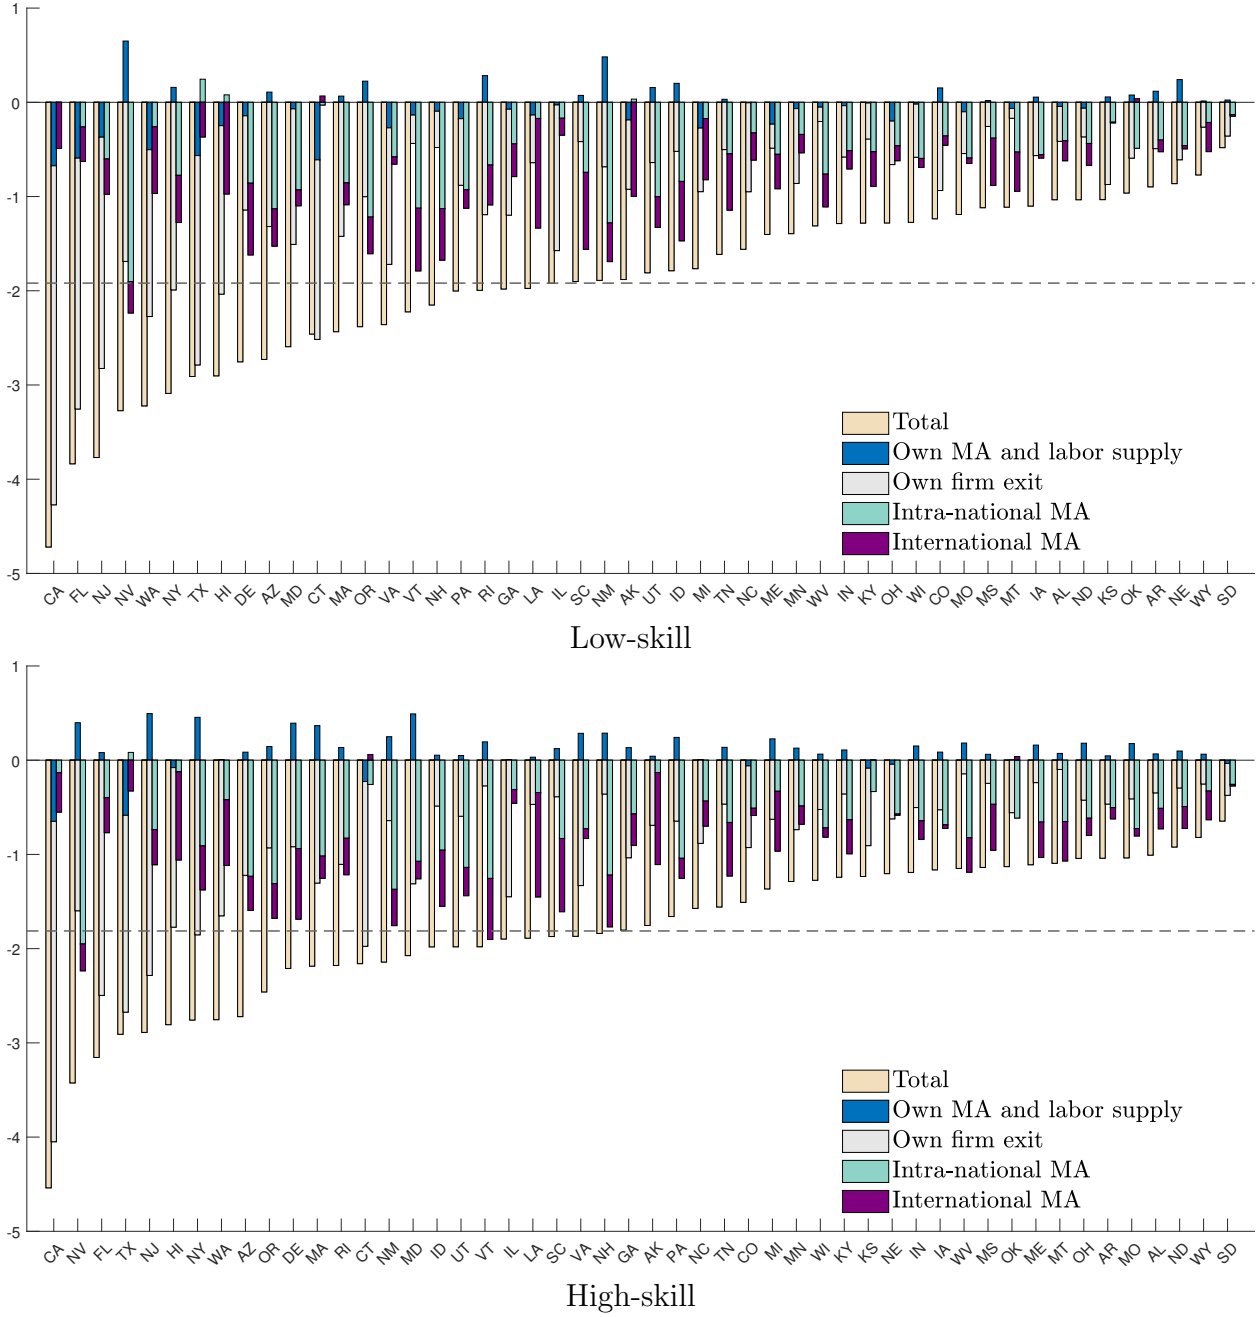 1
0
-1
-2
-3
-4
-5
Total
Own MA and labor supply
Own firm exit
Intra-national MA
International MA
CA FL NJ NV WA NY TX HI DE AZ MD CT MA OR VA VT NH PA RI GA LA IL SC NM AK UT ID MI TN NC ME MN WV IN KY OH WI CO MO MS MT IA AL ND KS OK AR NE WY SD
Low-skill
1
0
-1
-2
-3
-4
-5
Total
Own MA and labor supply
Own firm exit
Intra-national MA
International MA
CA NV FL TX NJ HI NY WA AZ OR DE MA RI CT NM MD ID UT VT IL LA SC VA NH GA AK PA NC TN CO MI MN WI KY KS NE IN IA WV MS OK ME MT OH AR MO AL ND WY SD
High-skill